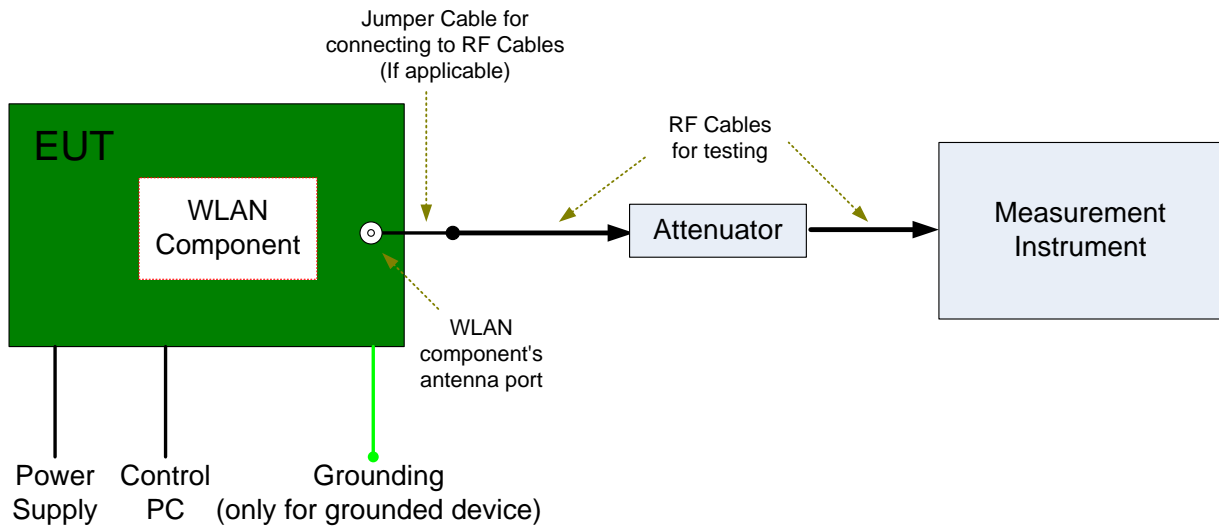 Jumper Cable for
connecting to RF Cables
(If applicable)
EUT
WLAN
Component
RF Cables
for testing
Attenuator
Measurement
Instrument
WLAN
component's
antenna port
Power
Supply
Control
PC
Grounding
(only for grounded device)